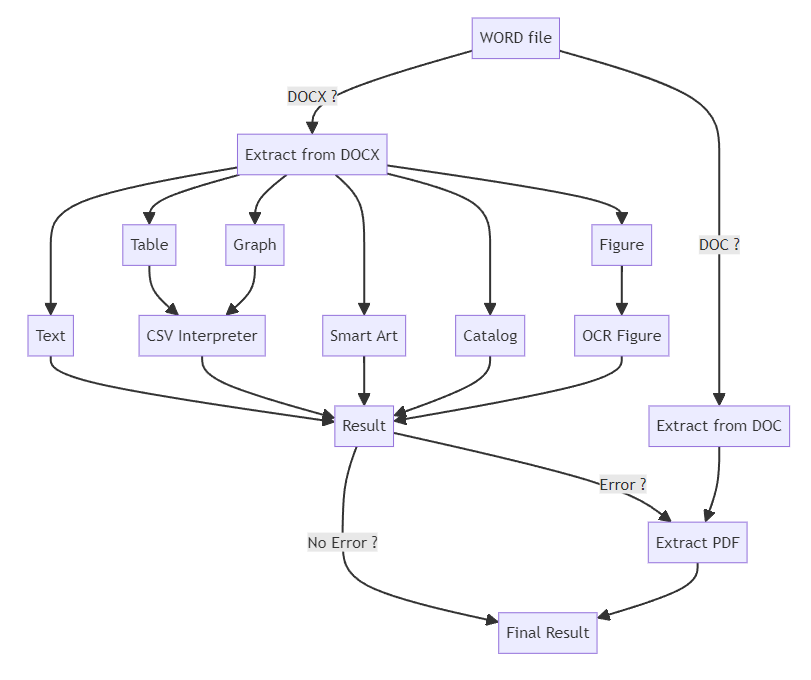 WORD file
DOCX ?
Extract from DOCX
Table
Graph
Figure
DOC ?
Text
CSV Interpreter
Smart Art
Catalog
OCR Figure
Result
Extract from DOC
Error ?
No Error ?
Extract PDF
Final Result